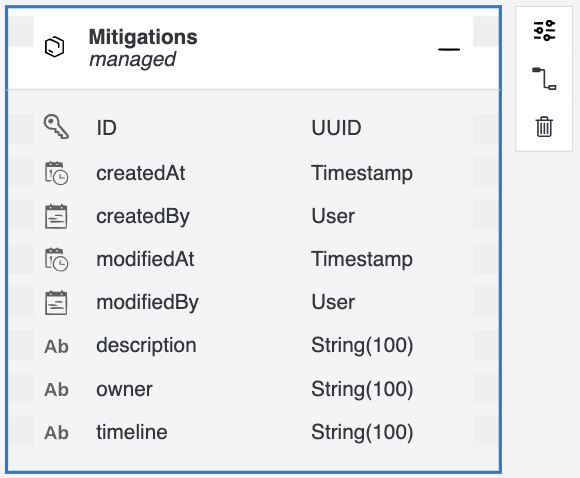 Mitigations
managed
ID UUID
createdAt Timestamp
createdBy User
modifiedAt Timestamp
modifiedBy User
Ab description String(100)
Ab owner String(100)
Ab timeline String(100)